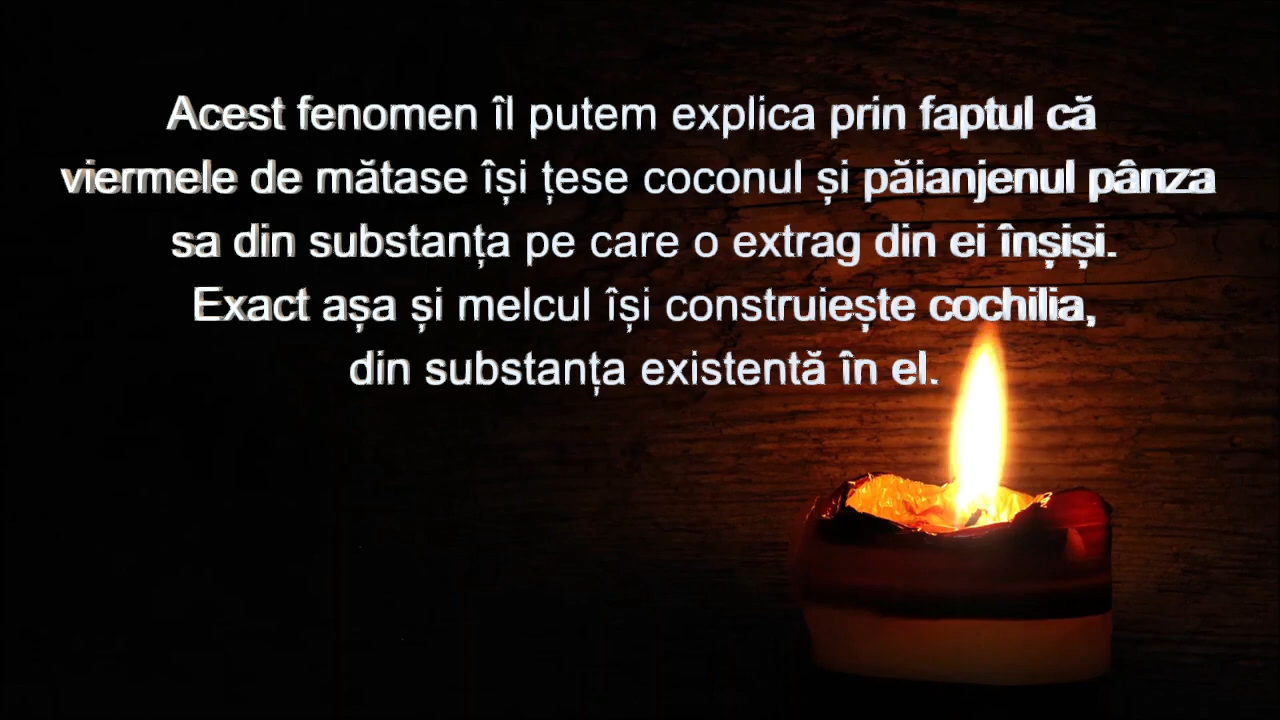 Acest fenomen îl putem explica prin faptul că
viermele de mătase își țese coconul și păianjenul pânza
sa din substanța pe care o extrag din ei înșiși.
Exact așa și melcul își construiește cochilia,
din substanța existentă în el.